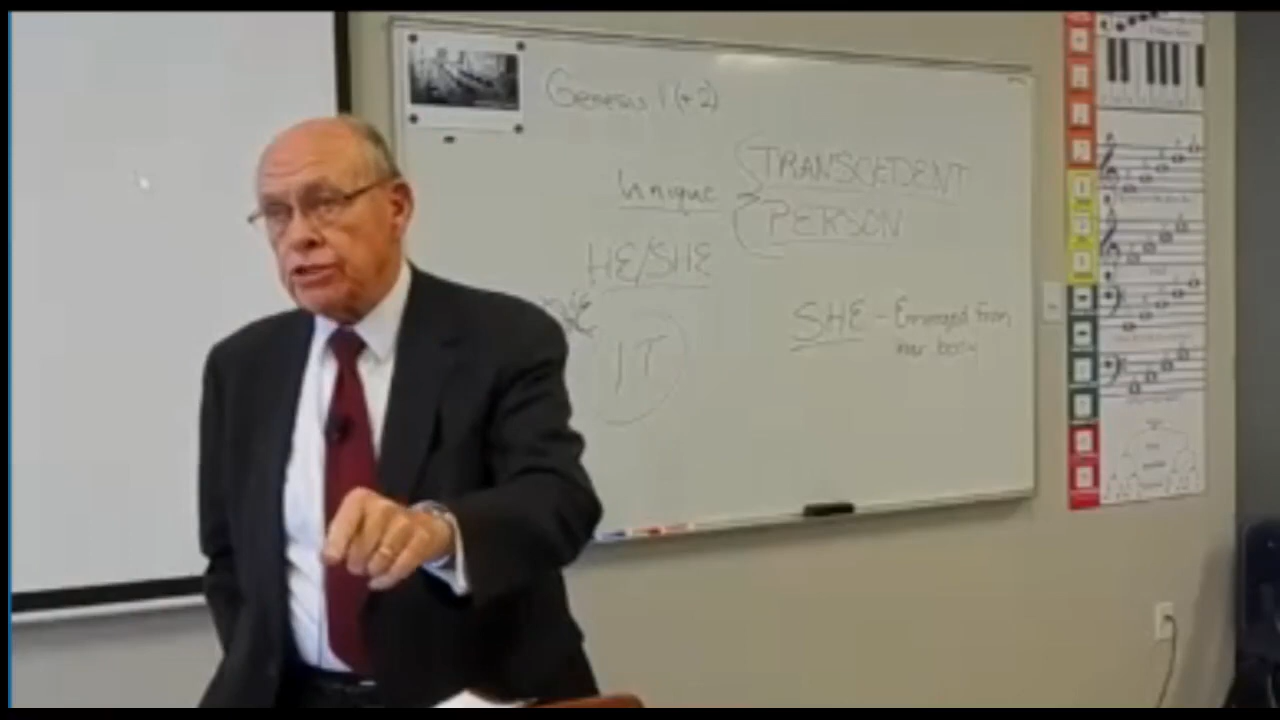 Genesis 1 (+2)
Unique
TRANSCEDENT
PERSON
HE/SHE
IT
SHE - Emerged from
her body